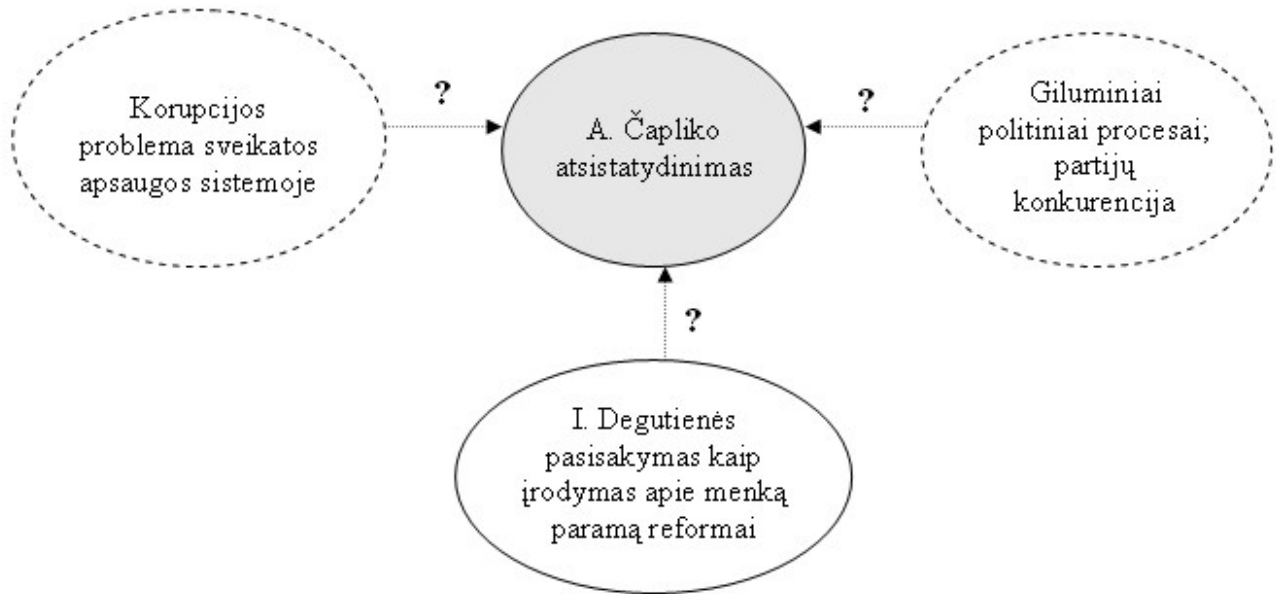 Korupcijos
problema sveikatos
apsaugos sistemoje
?
A. Čapliko
atsistatydinimas
?
Giluminiai
politiniai procesai;
partijų
konkurencija
?
I. Degutienės
pasisakymas kaip
įrodymas apie menką
paramą reformai